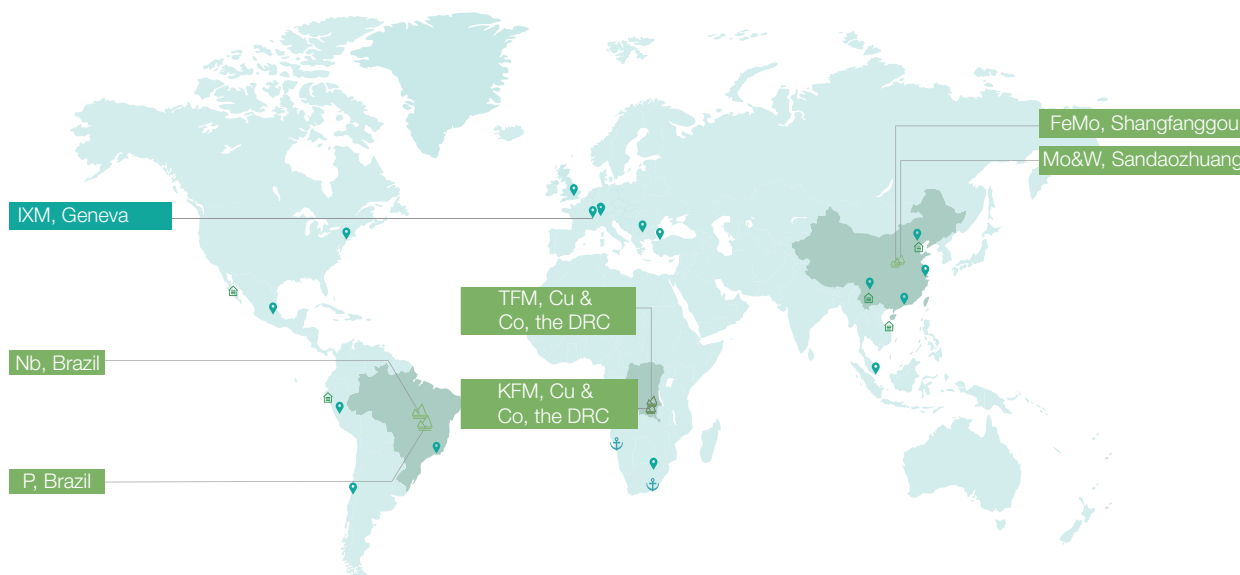 FeMo, Shangfanggou
Mo&W, Sandaozhuang
IXM, Geneva
TFM, Cu &
Co, the DRC
Nb, Brazil
KFM, Cu &
Co, the DRC
P, Brazil